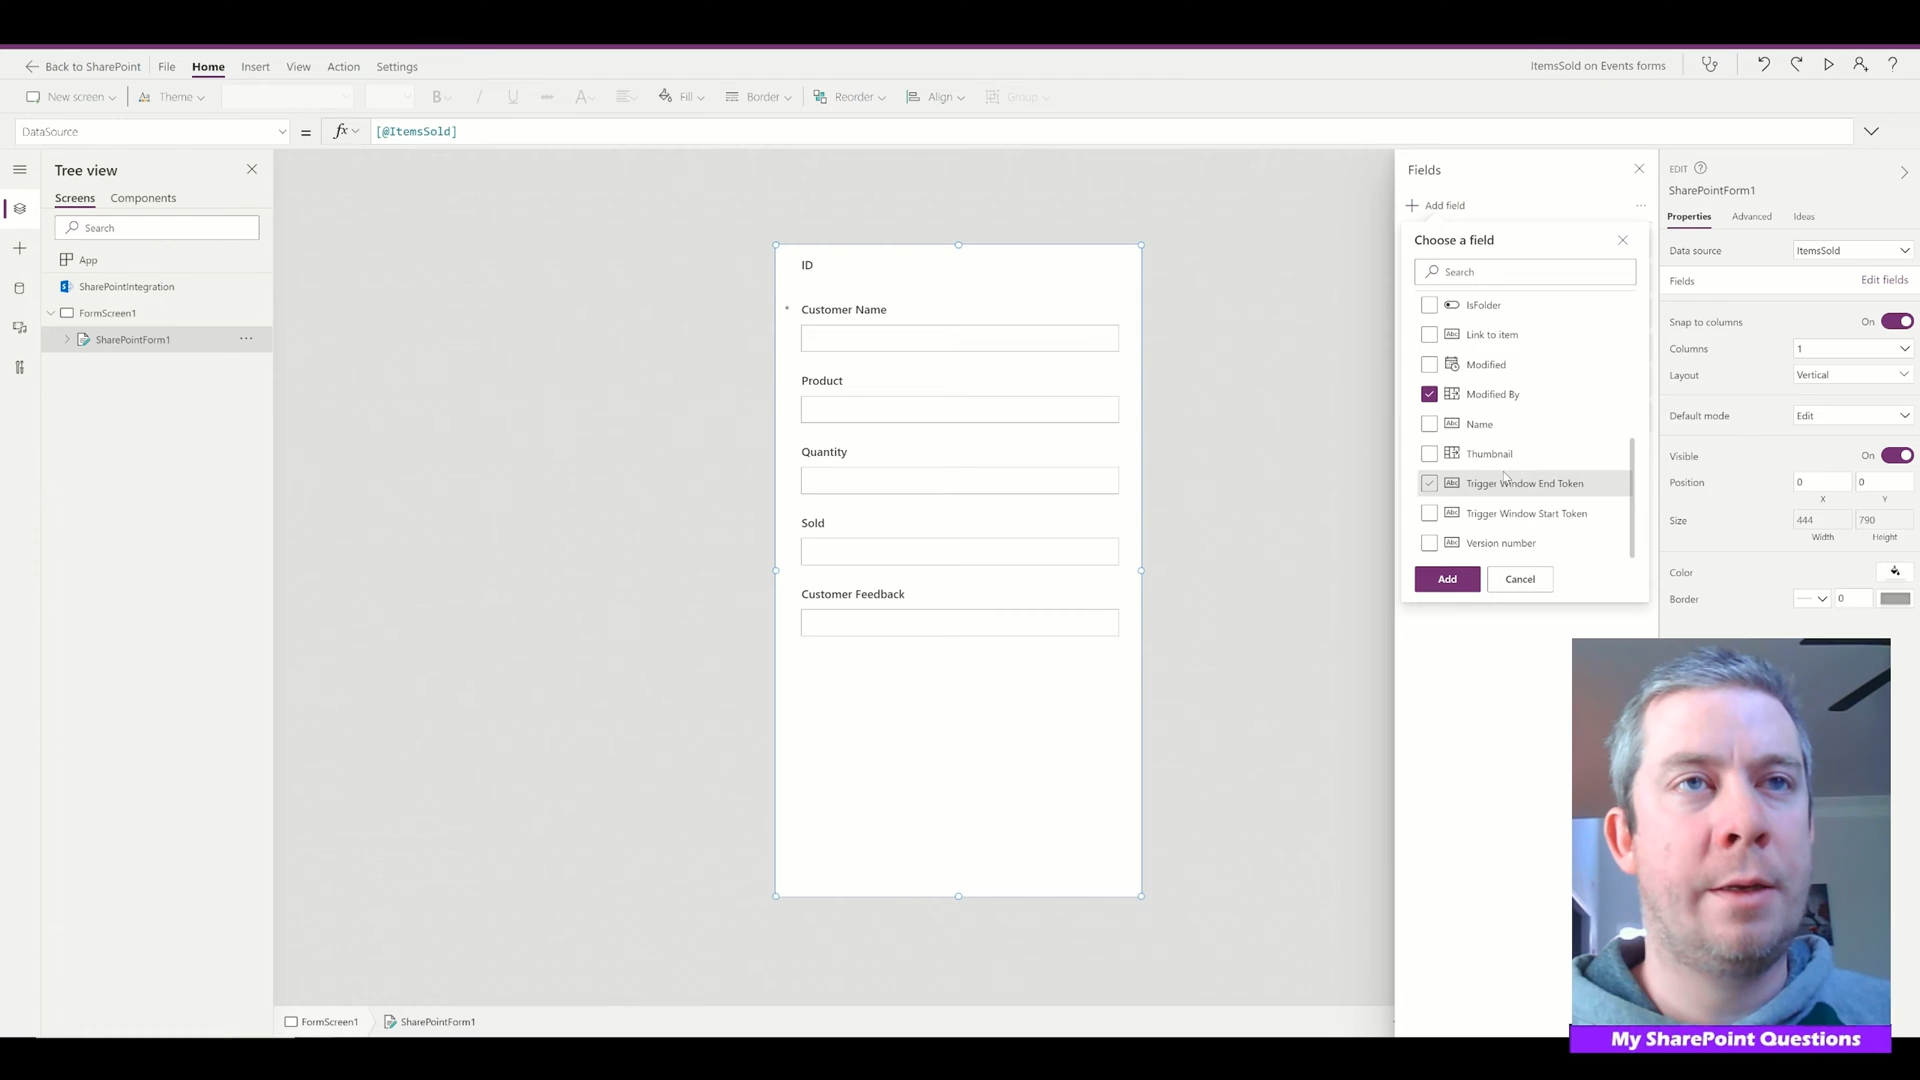 Back to SharePoint File Home Insert View Action Settings ItemsSold on Events forms
New screen Theme B Fill Border Reorder Align Group
DataSource = fx [@ItemsSold]
Tree view
Screens Components
Search
App
SharePointIntegration
FormScreen1
SharePointForm1
ID
* Customer Name
Product
Quantity
Sold
Customer Feedback
FormScreen1 SharePointForm1
Fields
Add field
Choose a field
Search
IsFolder
Abc Link to item
Modified
Modified By
Abc Name
Thumbnail
Abc Trigger Window End Token
Abc Trigger Window Start Token
Abc Version number
Add Cancel
EDIT
SharePointForm1
Properties Advanced Ideas
Data source ItemsSold
Fields Edit fields
Snap to columns On
Columns 1
Layout Vertical
Default mode Edit
Visible On
Position 0 0
X Y
Size 444 790
Width Height
Color
Border 0
My SharePoint Questions